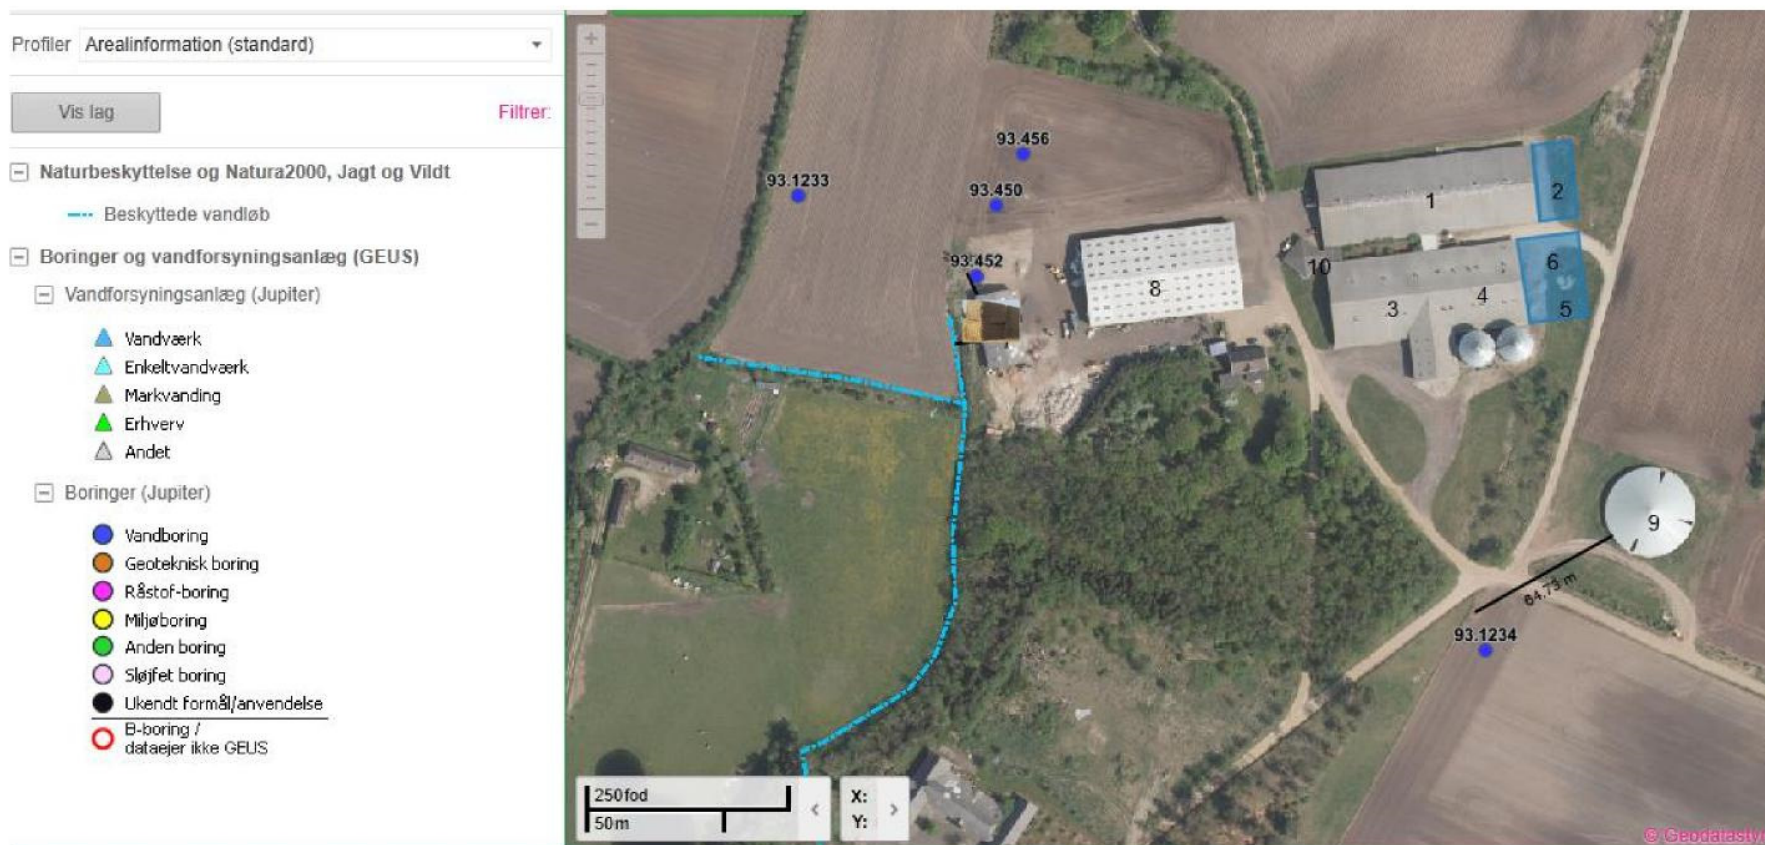 Profiler Arealinformation (standard)
Vis lag
Filtrer:
Naturbeskyttelse og Natura2000, Jagt og Vildt
Beskyttede vandløb
Boringer og vandforsyningsanlæg (GEUS)
Vandforsyningsanlæg (Jupiter)
Vandværk
Enkeltvandværk
Markvanding
Erhverv
Andet
Boringer (Jupiter)
Vandboring
Geoteknisk boring
Råstof-boring
Miljøboring
Anden boring
Sløjfet boring
Ukendt formål/anvendelse
B-boring /
dataejer ikke GEUS
93.456
93.1233
93.450
93.452
1
2
10
6
8
3
4
5
9
64.73 m
93.1234
250fod
50m
X:
Y:
© Geodatasty